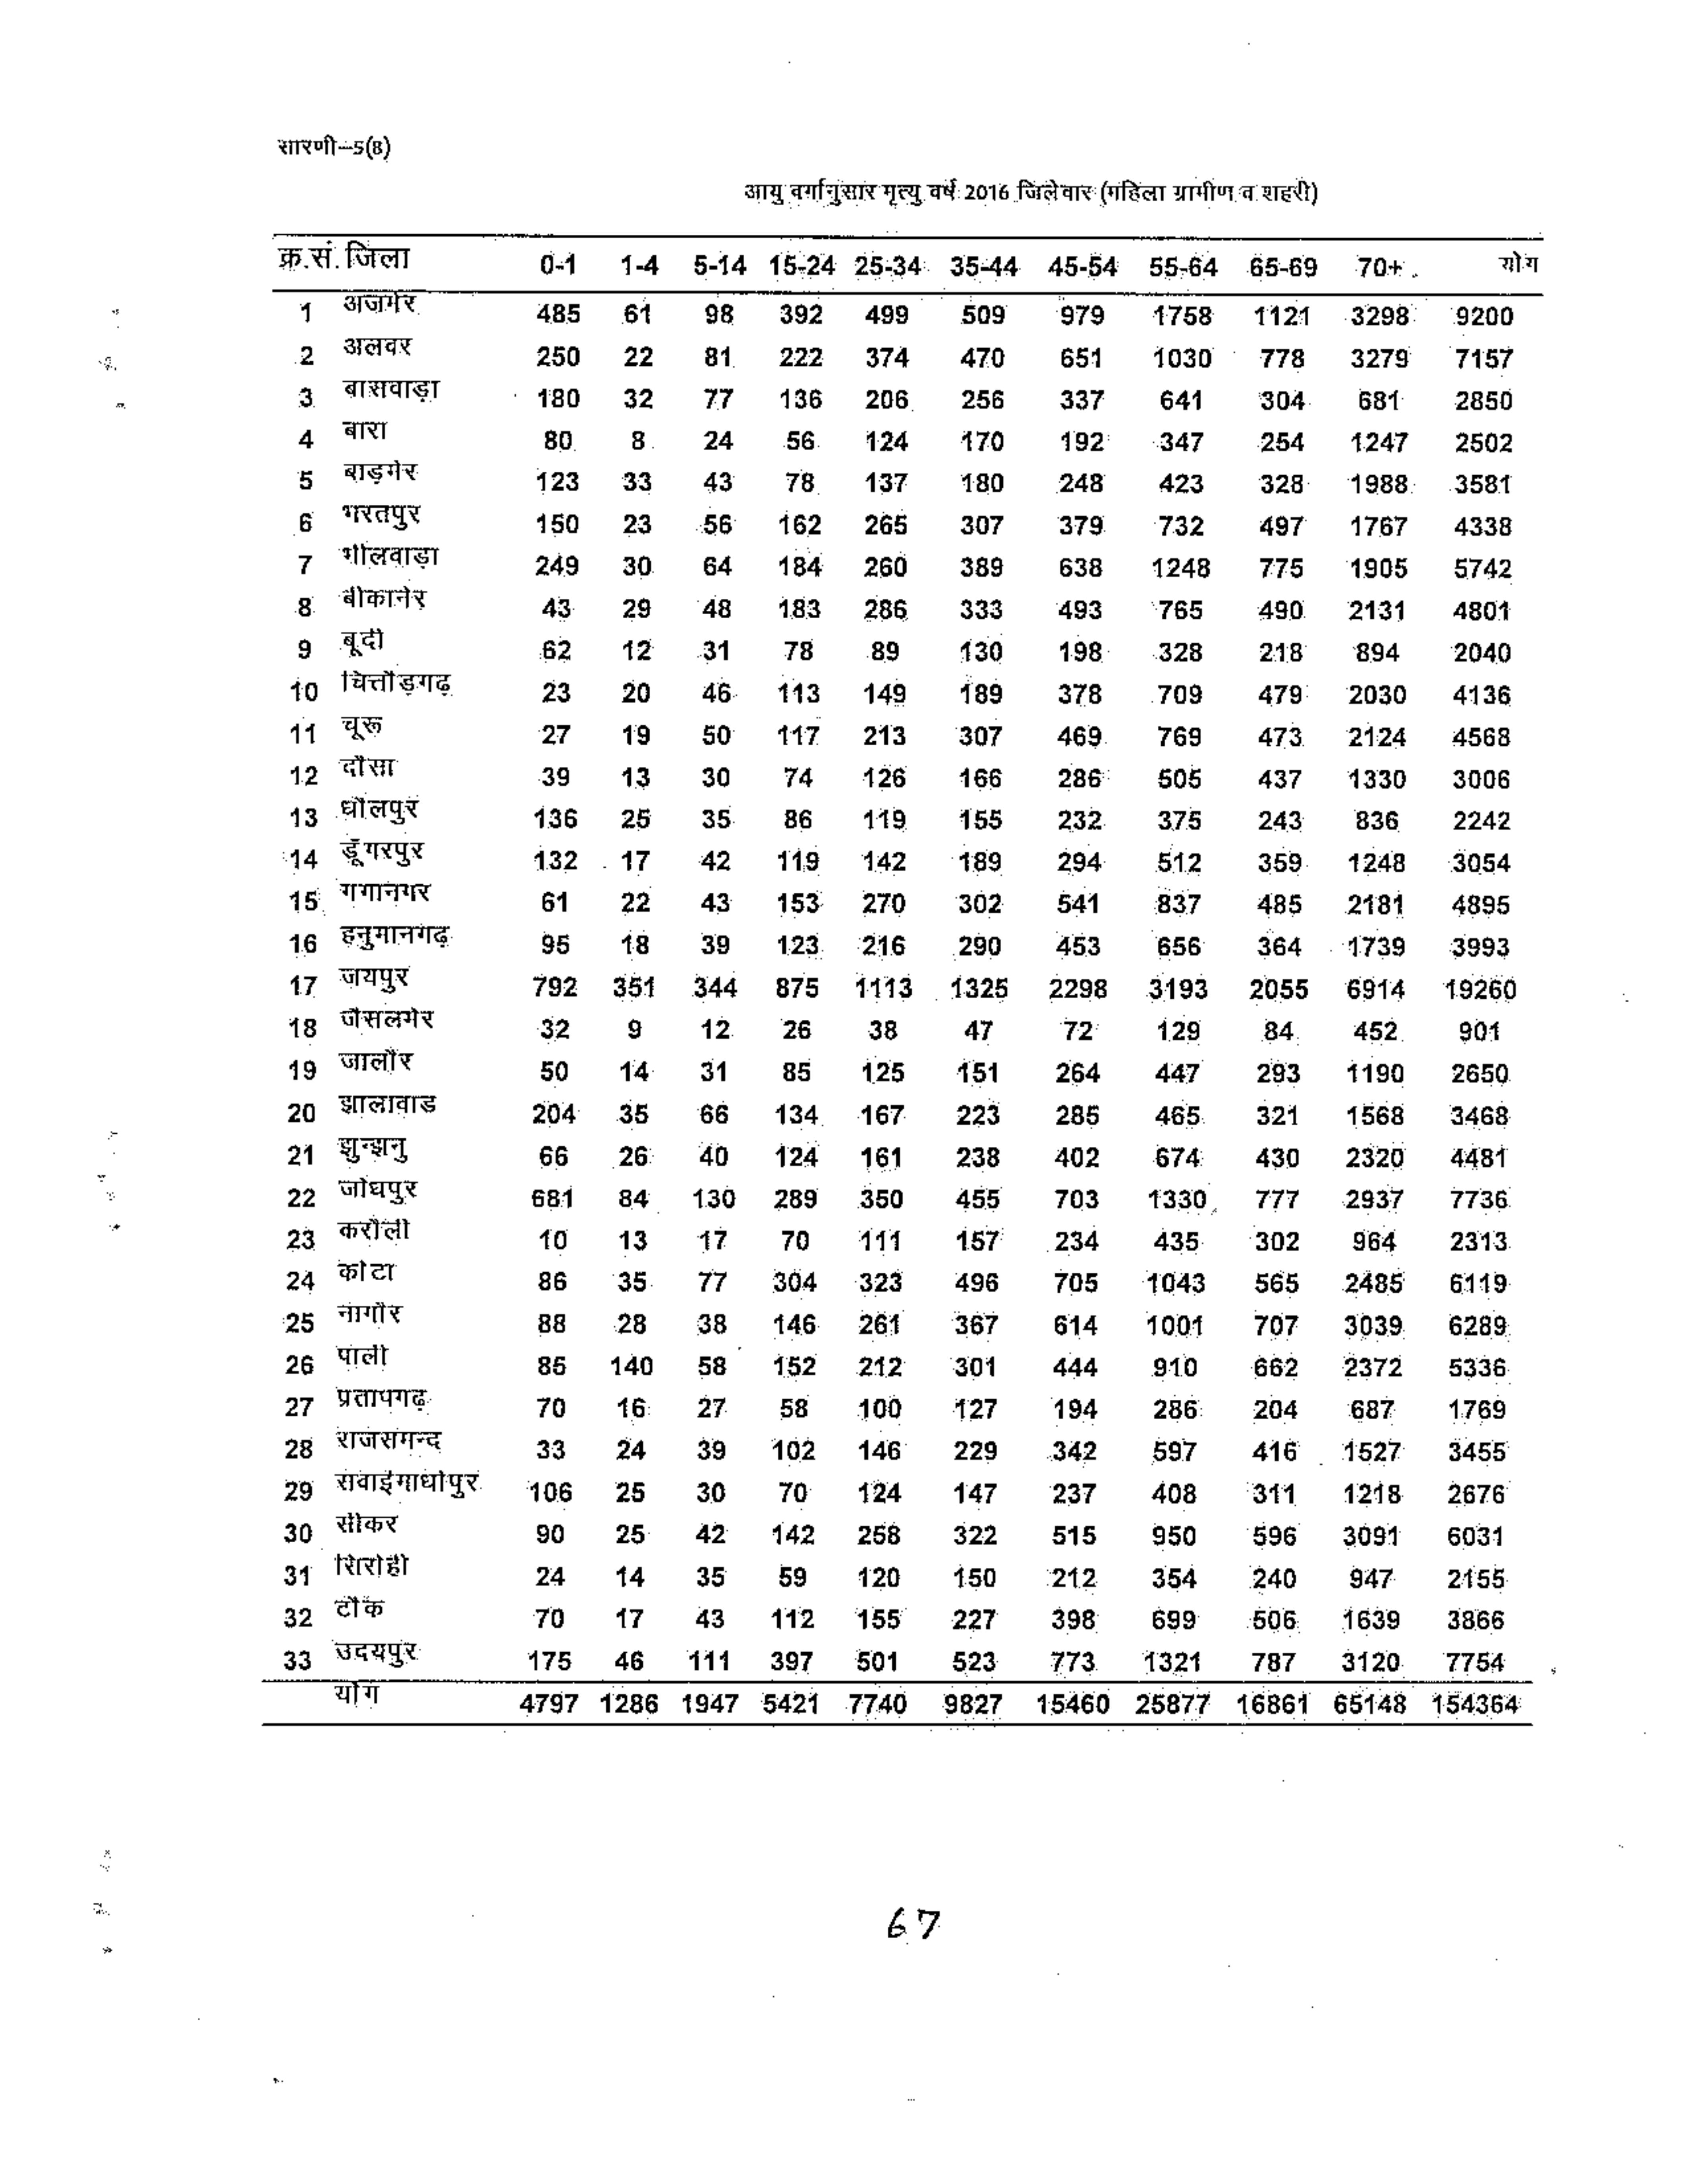 सारणी–5(8)
आयु वर्गानुसार मृत्यु वर्ष 2016 जिलेवार (महिला ग्रामीण व शहरी)
क्र.सं. जिला 0-1 1-4 5-14 15-24 25-34 35-44 45-54 55-64 65-69 70+ योग
1 अजमेर 485 61 98 392 499 509 979 1758 1121 3298 9200
2 अलवर 250 22 81 222 374 470 651 1030 778 3279 7157
3 बासवाड़ा 180 32 77 136 206 256 337 641 304 681 2850
4 बारा 80 8 24 56 124 170 192 347 254 1247 2502
5 बाड़मेर 123 33 43 78 137 180 248 423 328 1988 3581
6 भरतपुर 150 23 56 162 265 307 379 732 497 1767 4338
7 भीलवाड़ा 249 30 64 184 260 389 638 1248 775 1905 5742
8 बीकानेर 43 29 48 183 286 333 493 765 490 2131 4801
9 बूदी 62 12 31 78 89 130 198 328 218 894 2040
10 चित्तौड़गढ़ 23 20 46 113 149 189 378 709 479 2030 4136
11 चूरू 27 19 50 117 213 307 469 769 473 2124 4568
12 दौसा 39 13 30 74 126 166 286 505 437 1330 3006
13 धौलपुर 136 25 35 86 119 155 232 375 243 836 2242
14 डूँगरपुर 132 17 42 119 142 189 294 512 359 1248 3054
15 गगानगर 61 22 43 153 270 302 541 837 485 2181 4895
16 हनुमानगढ़ 95 18 39 123 216 290 453 656 364 1739 3993
17 जयपुर 792 351 344 875 1113 1325 2298 3193 2055 6914 19260
18 जैसलमेर 32 9 12 26 38 47 72 129 84 452 901
19 जालौर 50 14 31 85 125 151 264 447 293 1190 2650
20 झालावाड 204 35 66 134 167 223 285 465 321 1568 3468
21 झुन्झनु 66 26 40 124 161 238 402 674 430 2320 4481
22 जोधपुर 681 84 130 289 350 455 703 1330 777 2937 7736
23 करौली 10 13 17 70 111 157 234 435 302 964 2313
24 कोटा 86 35 77 304 323 496 705 1043 565 2485 6119
25 नागौर 88 28 38 146 261 367 614 1001 707 3039 6289
26 पाली 85 140 58 152 212 301 444 910 662 2372 5336
27 प्रतापगढ़ 70 16 27 58 100 127 194 286 204 687 1769
28 राजसमन्द 33 24 39 102 146 229 342 597 416 1527 3455
29 सवाईमाधोपुर 106 25 30 70 124 147 237 408 311 1218 2676
30 सीकर 90 25 42 142 258 322 515 950 596 3091 6031
31 सिरोही 24 14 35 59 120 150 212 354 240 947 2155
32 टोंक 70 17 43 112 155 227 398 699 506 1639 3866
33 उदयपुर 175 46 111 397 501 523 773 1321 787 3120 7754
योग 4797 1286 1947 5421 7740 9827 15460 25877 16861 65148 154364
67